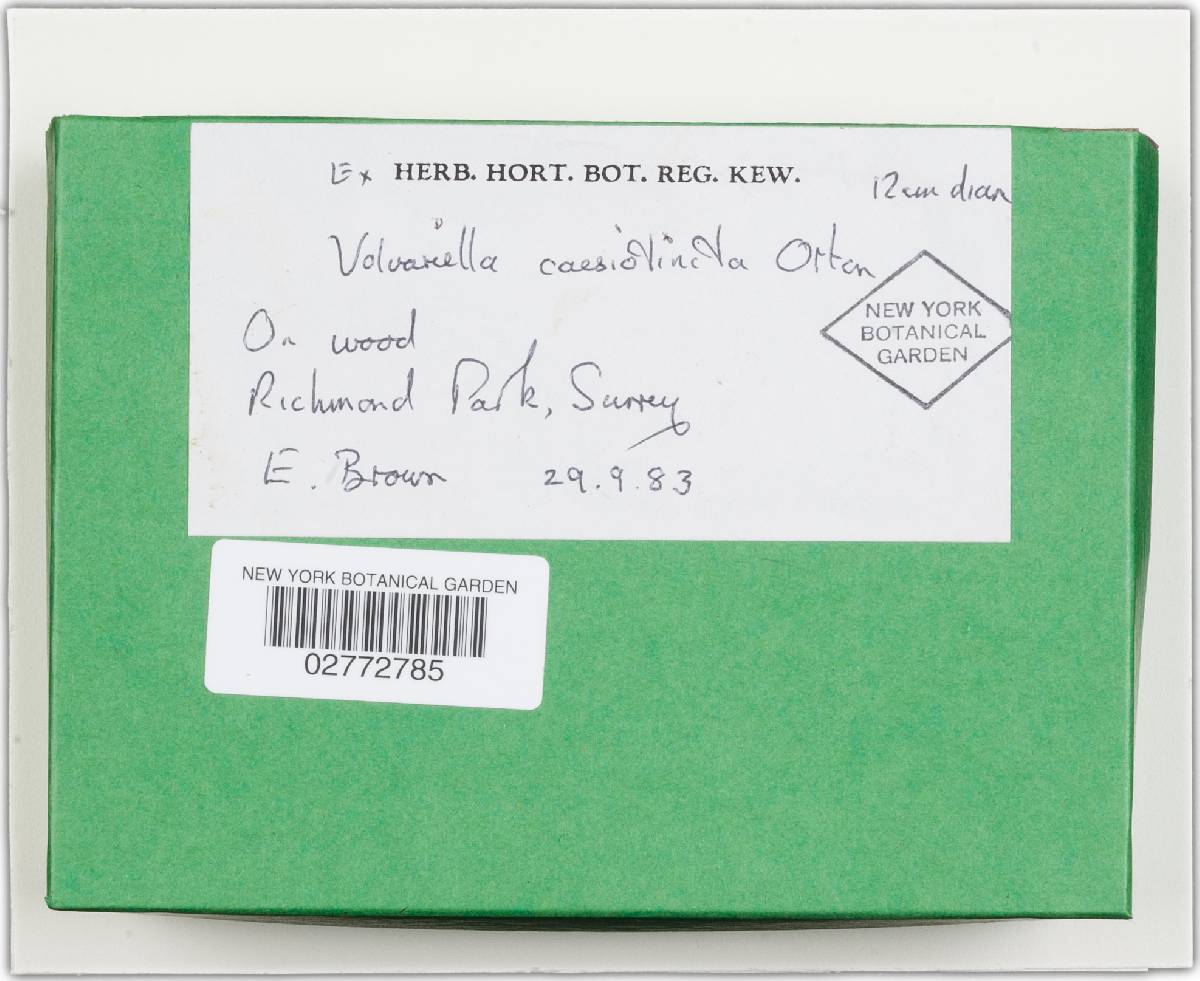 Ex HERB. HORT. BOT. REG. KEW.
12cm diam
Volvariella caesiotincta Orton
On wood
Richmond Park, Surrey
E. Brown 29.9.83
NEW YORK
BOTANICAL
GARDEN
NEW YORK BOTANICAL GARDEN
02772785